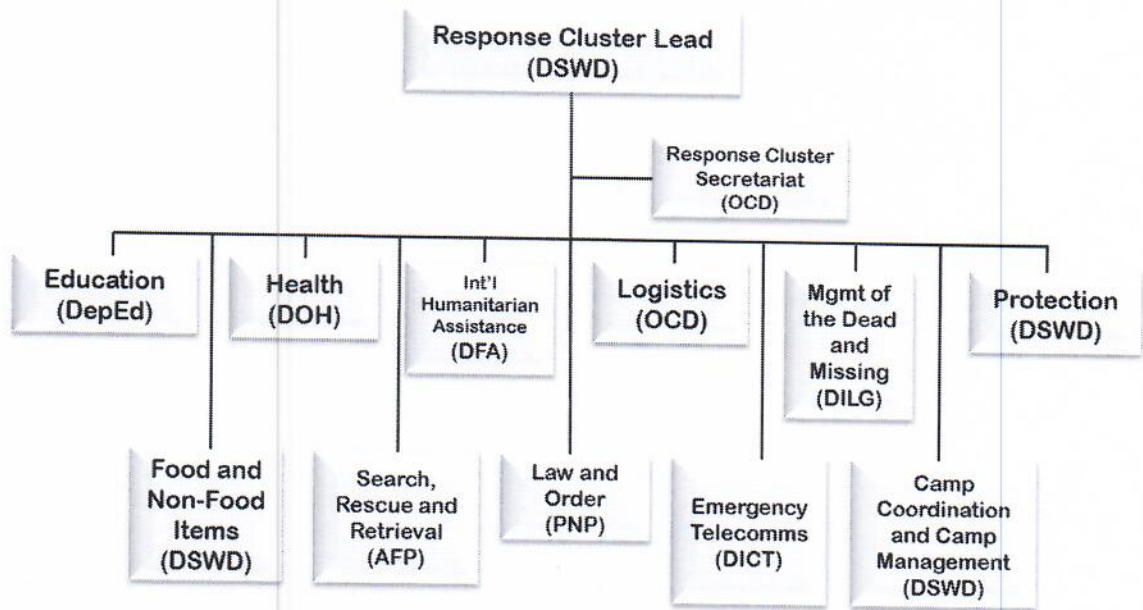 Response Cluster Lead
(DSWD)
Response Cluster
Secretariat
(OCD)
Education
(DepEd)
Health
(DOH)
Int'l
Humanitarian
Assistance
(DFA)
Logistics
(OCD)
Mgmt of
the Dead
and
Missing
(DILG)
Protection
(DSWD)
Food and
Non-Food
Items
(DSWD)
Search,
Rescue and
Retrieval
(AFP)
Law and
Order
(PNP)
Emergency
Telecomms
(DICT)
Camp
Coordination
and Camp
Management
(DSWD)